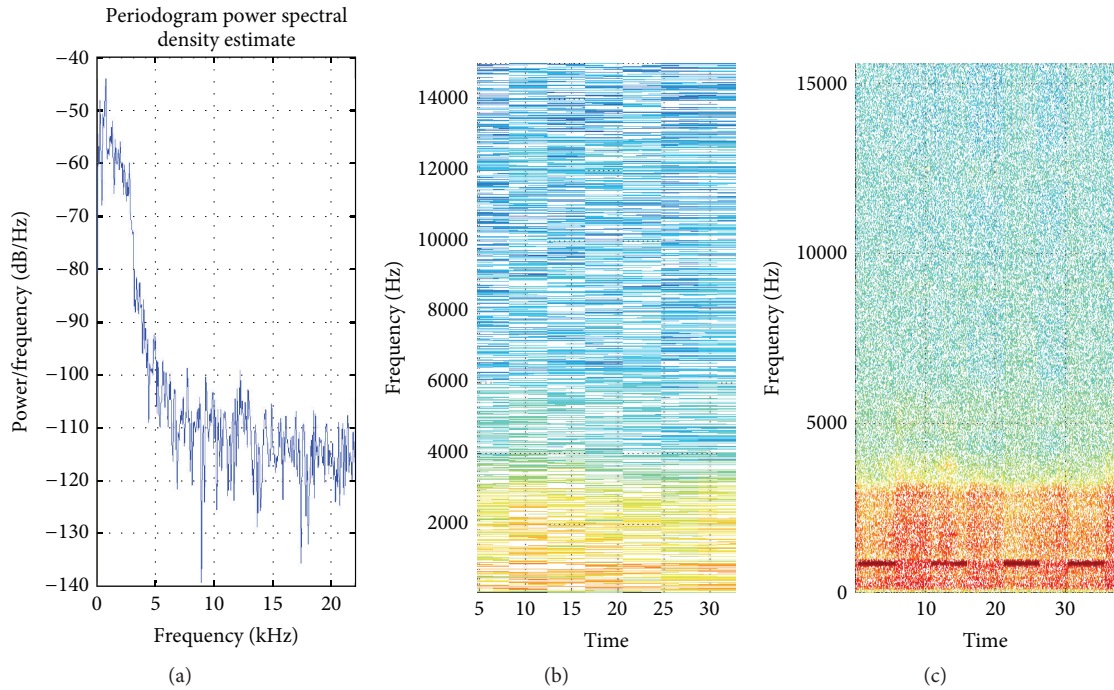 Periodogram power spectral
density estimate
Power/frequency (dB/Hz)
−40
−50
−60
−70
−80
−90
−100
−110
−120
−130
−140
0 5 10 15 20
Frequency (kHz)
(a)
Frequency (Hz)
14000
12000
10000
8000
6000
4000
2000
5 10 15 20 25 30
Time
(b)
Frequency (Hz)
15000
10000
5000
0
10 20 30
Time
(c)